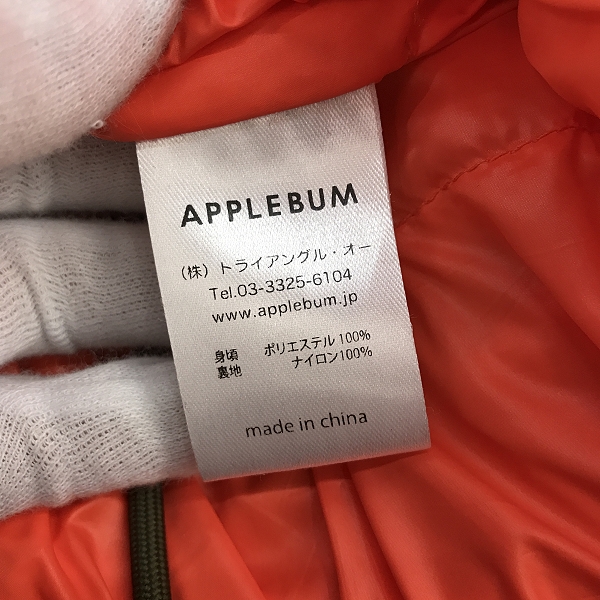 APPLEBUM
(株)トライアングル・オー
Tel.03-3325-6104
www.applebum.jp
身頃 ポリエステル100%
裏地 ナイロン100%
made in china